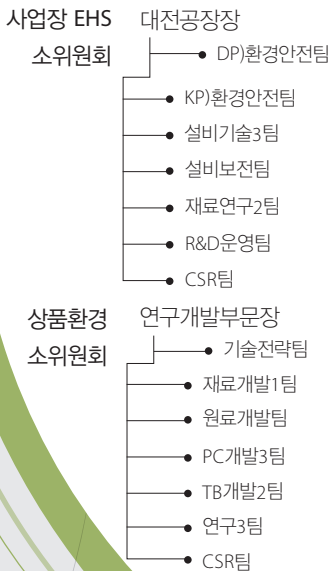 사업장 EHS
소위원회
대전공장장
DP)환경안전팀
KP)환경안전팀
설비기술3팀
설비보전팀
재료연구2팀
R&D운영팀
CSR팀
상품환경
소위원회
연구개발부문장
기술전략팀
재료개발1팀
원료개발팀
PC개발3팀
TB개발2팀
연구3팀
CSR팀